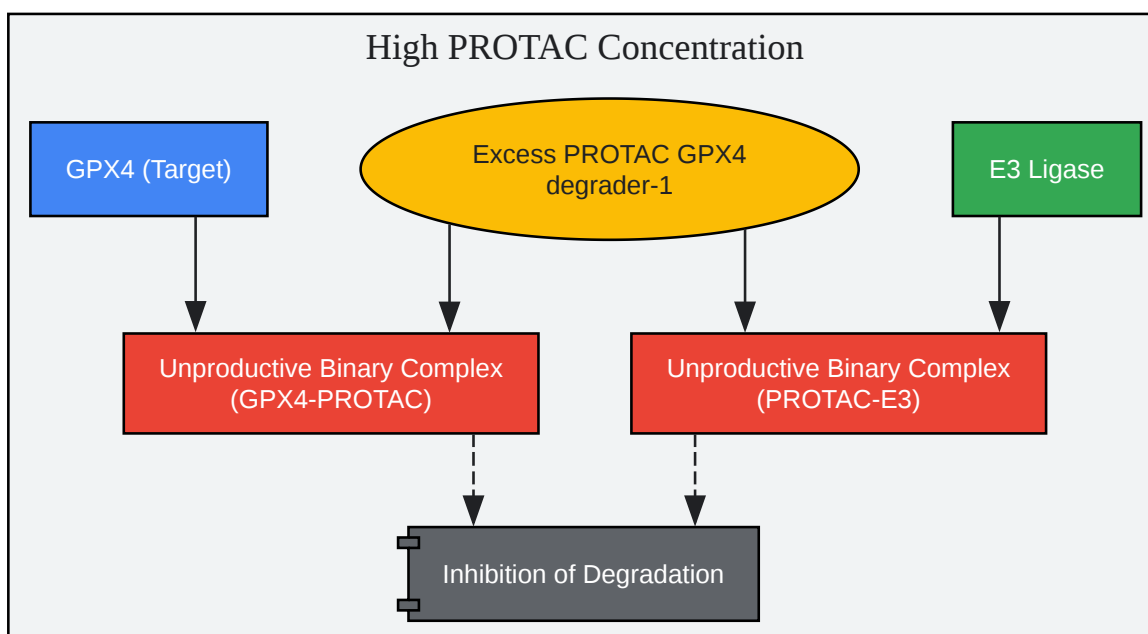 High PROTAC Concentration
GPX4 (Target)
Excess PROTAC GPX4
degrader-1
E3 Ligase
Unproductive Binary Complex
(GPX4-PROTAC)
Unproductive Binary Complex
(PROTAC-E3)
Inhibition of Degradation